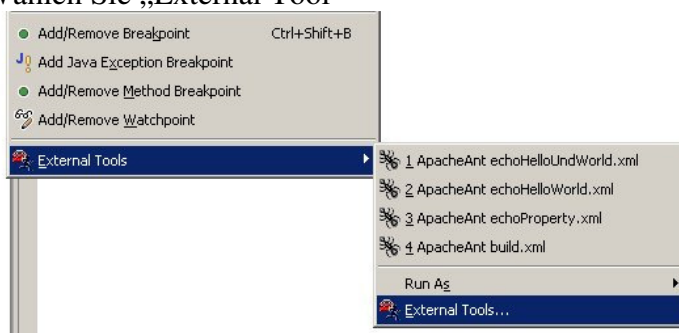 Wählen Sie „External Tool
Add/Remove Breakpoint Ctrl+Shift+B
Add Java Exception Breakpoint
Add/Remove Method Breakpoint
Add/Remove Watchpoint
External Tools
1 ApacheAnt echoHelloUndWorld.xml
2 ApacheAnt echoHelloWorld.xml
3 ApacheAnt echoProperty.xml
4 ApacheAnt build.xml
Run As
External Tools...